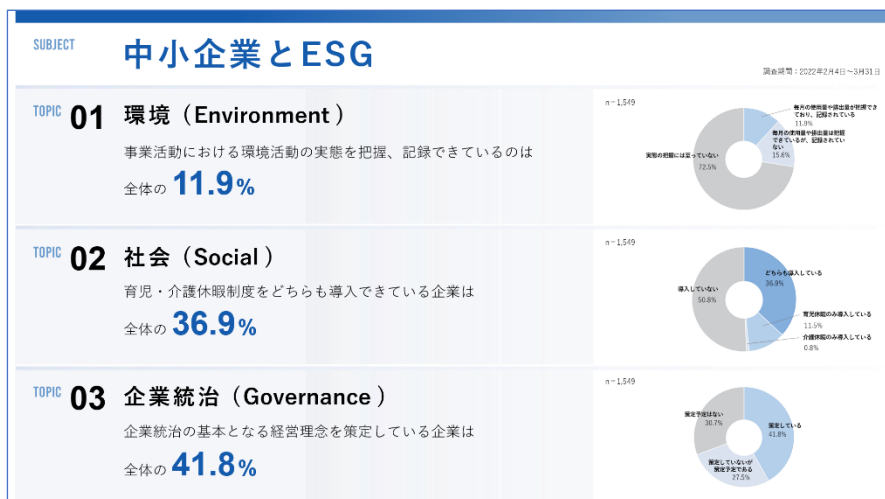 SUBJECT
中小企業とESG
調査期間：2022年2月4日～3月31日
TOPIC 01 環境（Environment）
事業活動における環境活動の実態を把握、記録できているのは
全体の 11.9%
n=1,549
毎月の使用量や排出量が把握でき
ており、記録されている
11.9%
毎月の使用量や排出量は把握
できているが、記録されてい
ない
15.6%
実態の把握には至っていない
72.5%
TOPIC 02 社会（Social）
育児・介護休暇制度をどちらも導入できている企業は
全体の 36.9%
n=1,549
どちらも導入している
36.9%
導入していない
50.8%
育児休暇のみ導入している
11.5%
介護休暇のみ導入している
0.8%
TOPIC 03 企業統治（Governance）
企業統治の基本となる経営理念を策定している企業は
全体の 41.8%
n=1,549
策定予定はない
30.7%
策定している
41.8%
策定していないが
策定予定である
27.5%